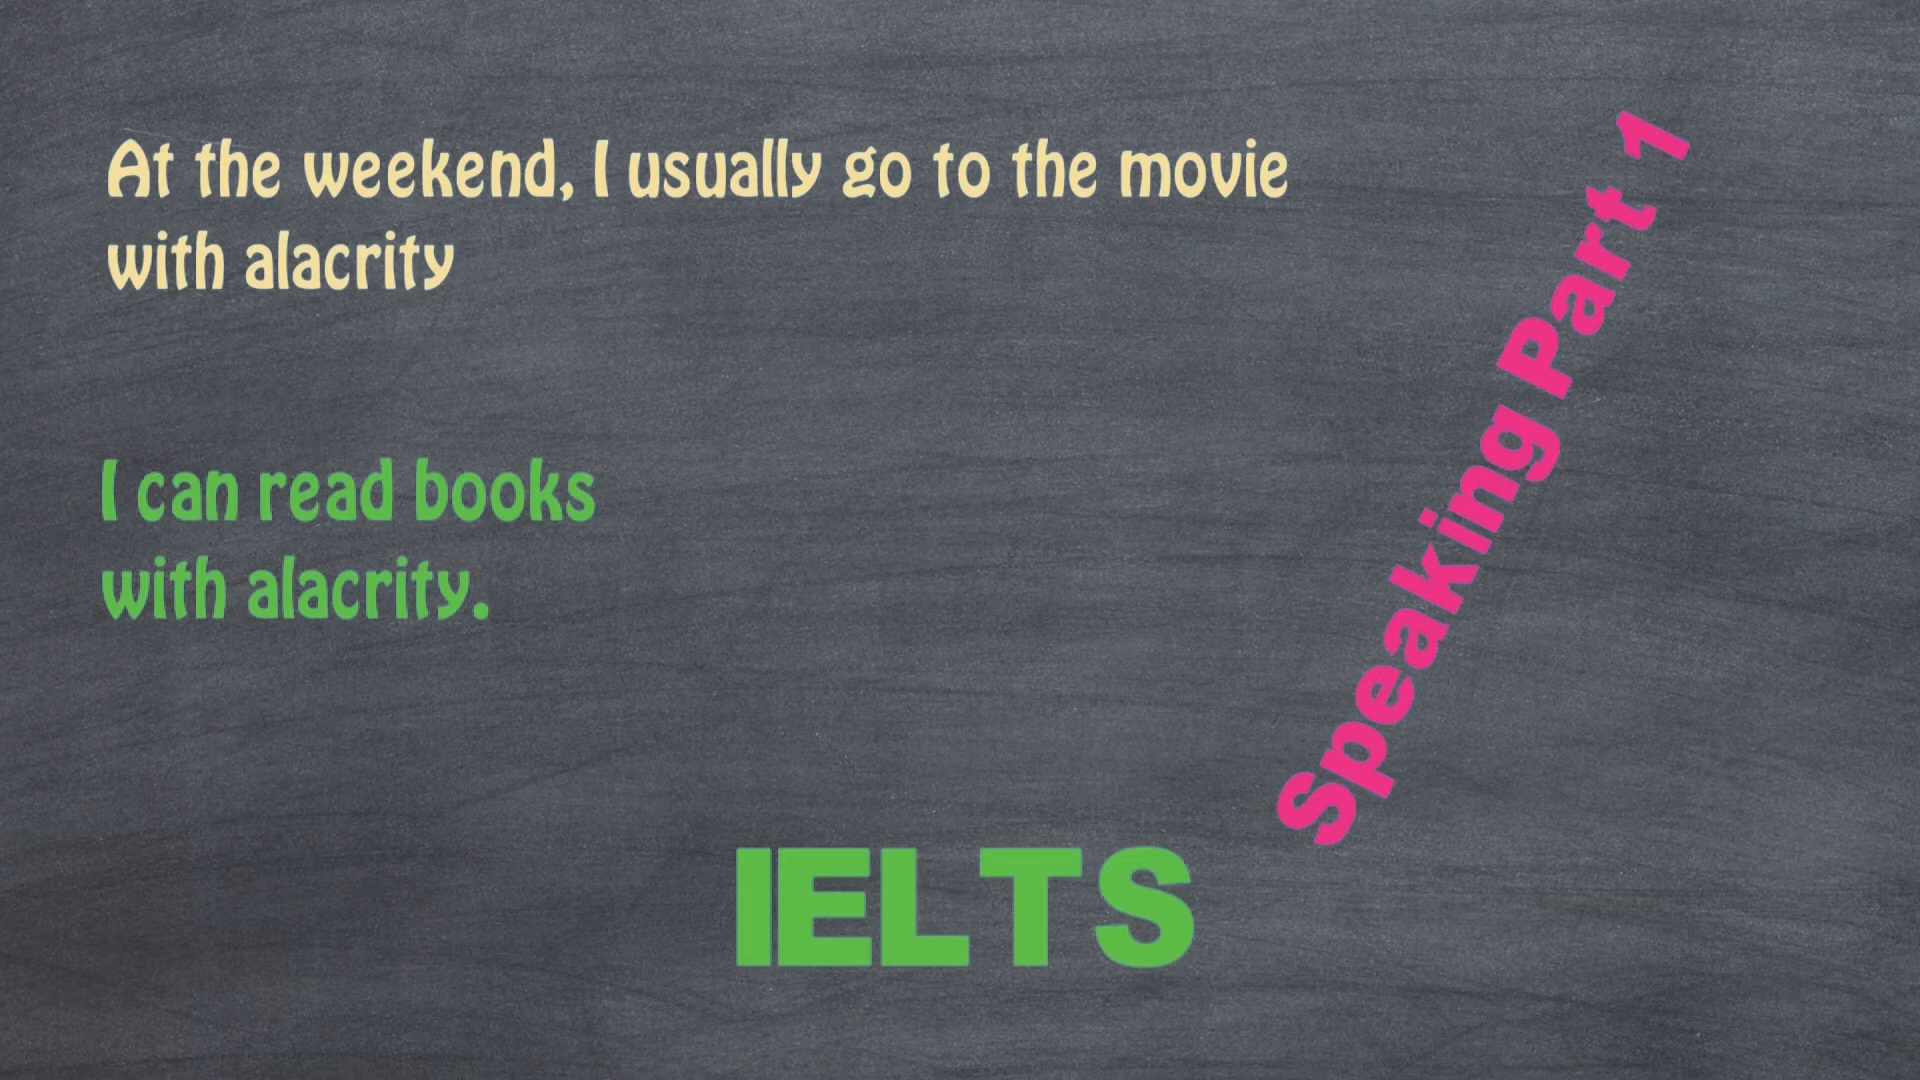 At the weekend, I usually go to the movie
with alacrity
I can read books
with alacrity.
Speaking Part 1
IELTS